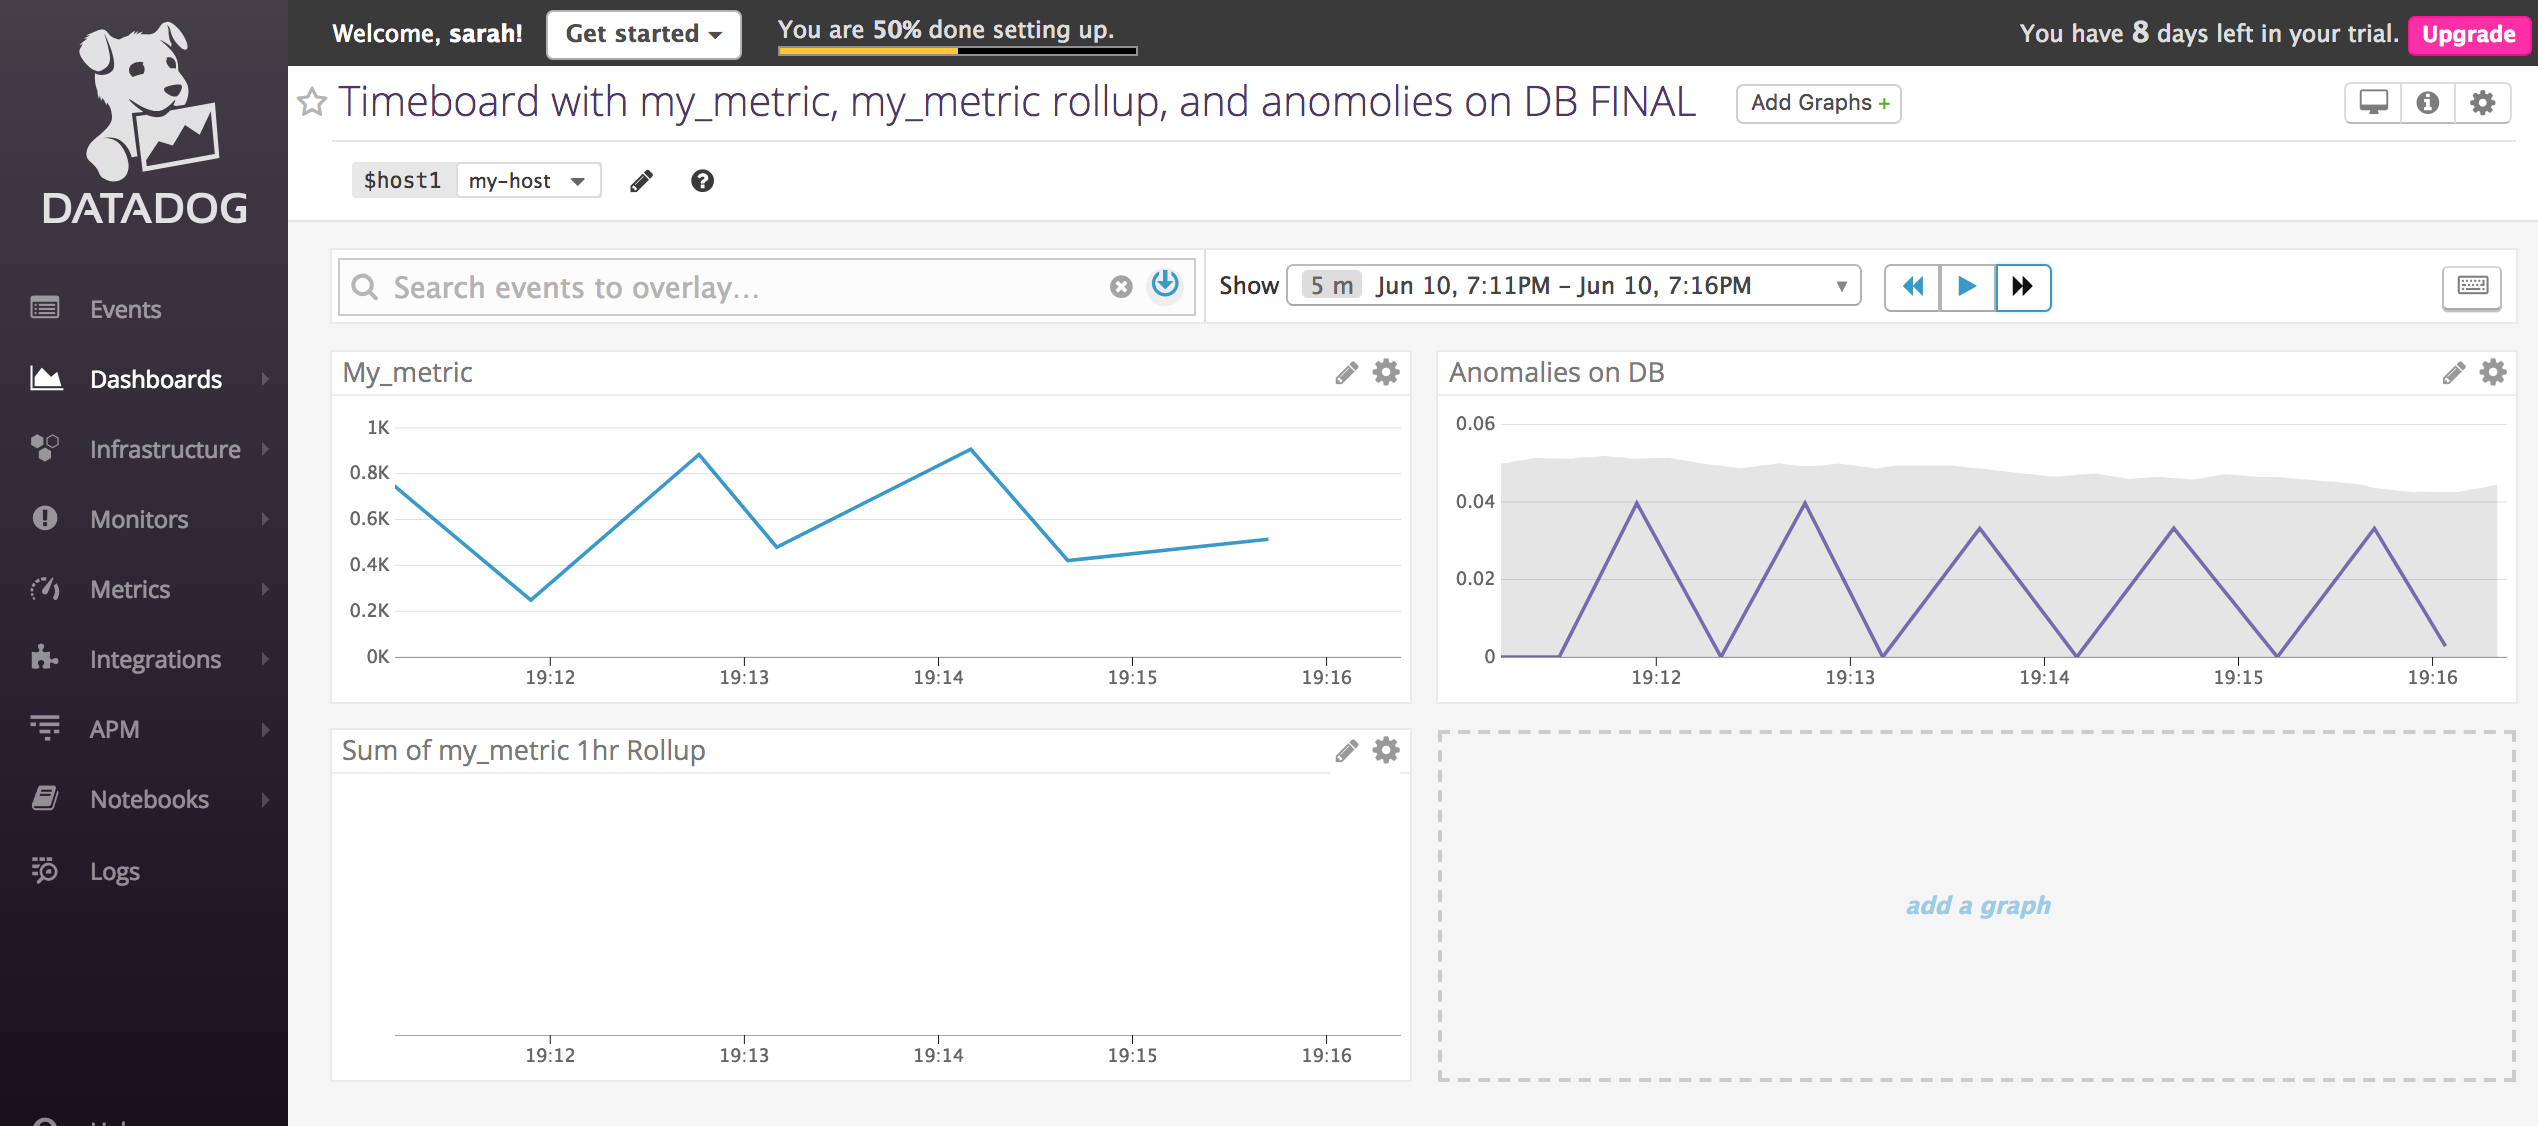 DATADOG
Events
Dashboards
Infrastructure
Monitors
Metrics
Integrations
APM
Notebooks
Logs
Welcome, sarah!
Get started
You are 50% done setting up.
You have 8 days left in your trial.
Upgrade
Timeboard with my_metric, my_metric rollup, and anomolies on DB FINAL
Add Graphs +
$host1
my-host
Search events to overlay...
Show
5 m
Jun 10, 7:11PM – Jun 10, 7:16PM
My_metric
1K
0.8K
0.6K
0.4K
0.2K
0K
19:12 19:13 19:14 19:15 19:16
Anomalies on DB
0.06
0.04
0.02
0
19:12 19:13 19:14 19:15 19:16
Sum of my_metric 1hr Rollup
19:12 19:13 19:14 19:15 19:16
add a graph